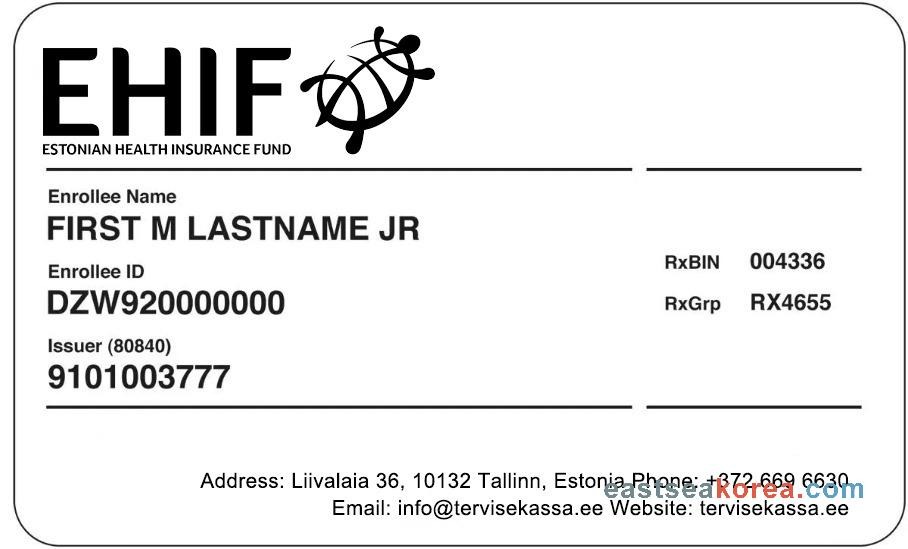 EHIF
ESTONIAN HEALTH INSURANCE FUND
Enrollee Name
FIRST M LASTNAME JR
Enrollee ID
DZW920000000
Issuer (80840)
9101003777
RxBIN 004336
RxGrp RX4655
Address: Liivalaia 36, 10132 Tallinn, Estonia Phone: +372 669 6630
eastseakorea.com
Email: info@tervisekassa.ee Website: tervisekassa.ee